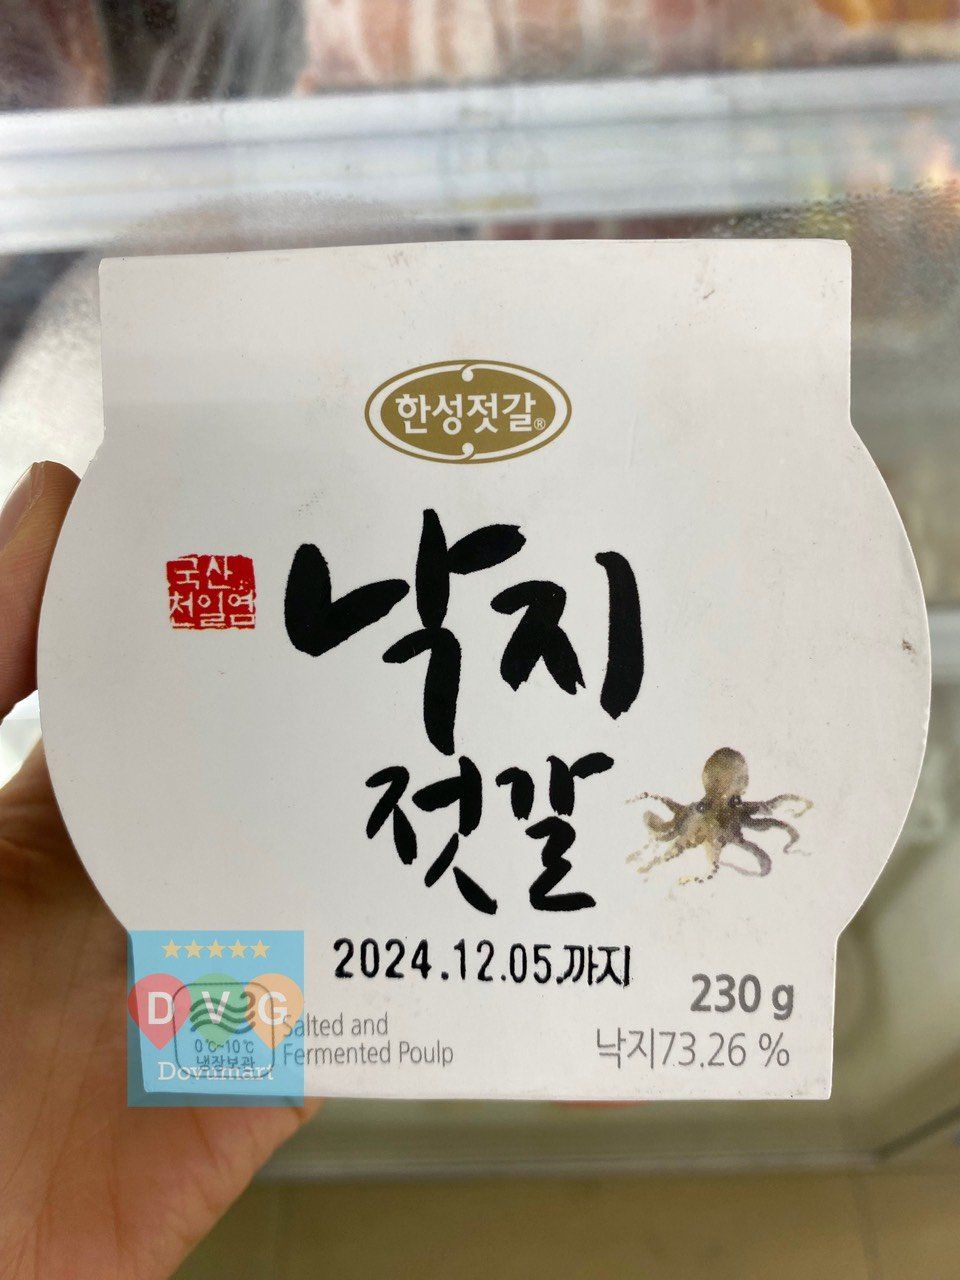 한성젓갈®
국산
천일염
낙지
젓갈
2024.12.05.까지
230 g
낙지73.26 %
Salted and
Fermented Poulp
0℃~10℃
냉장보관
D V G
Dovumart